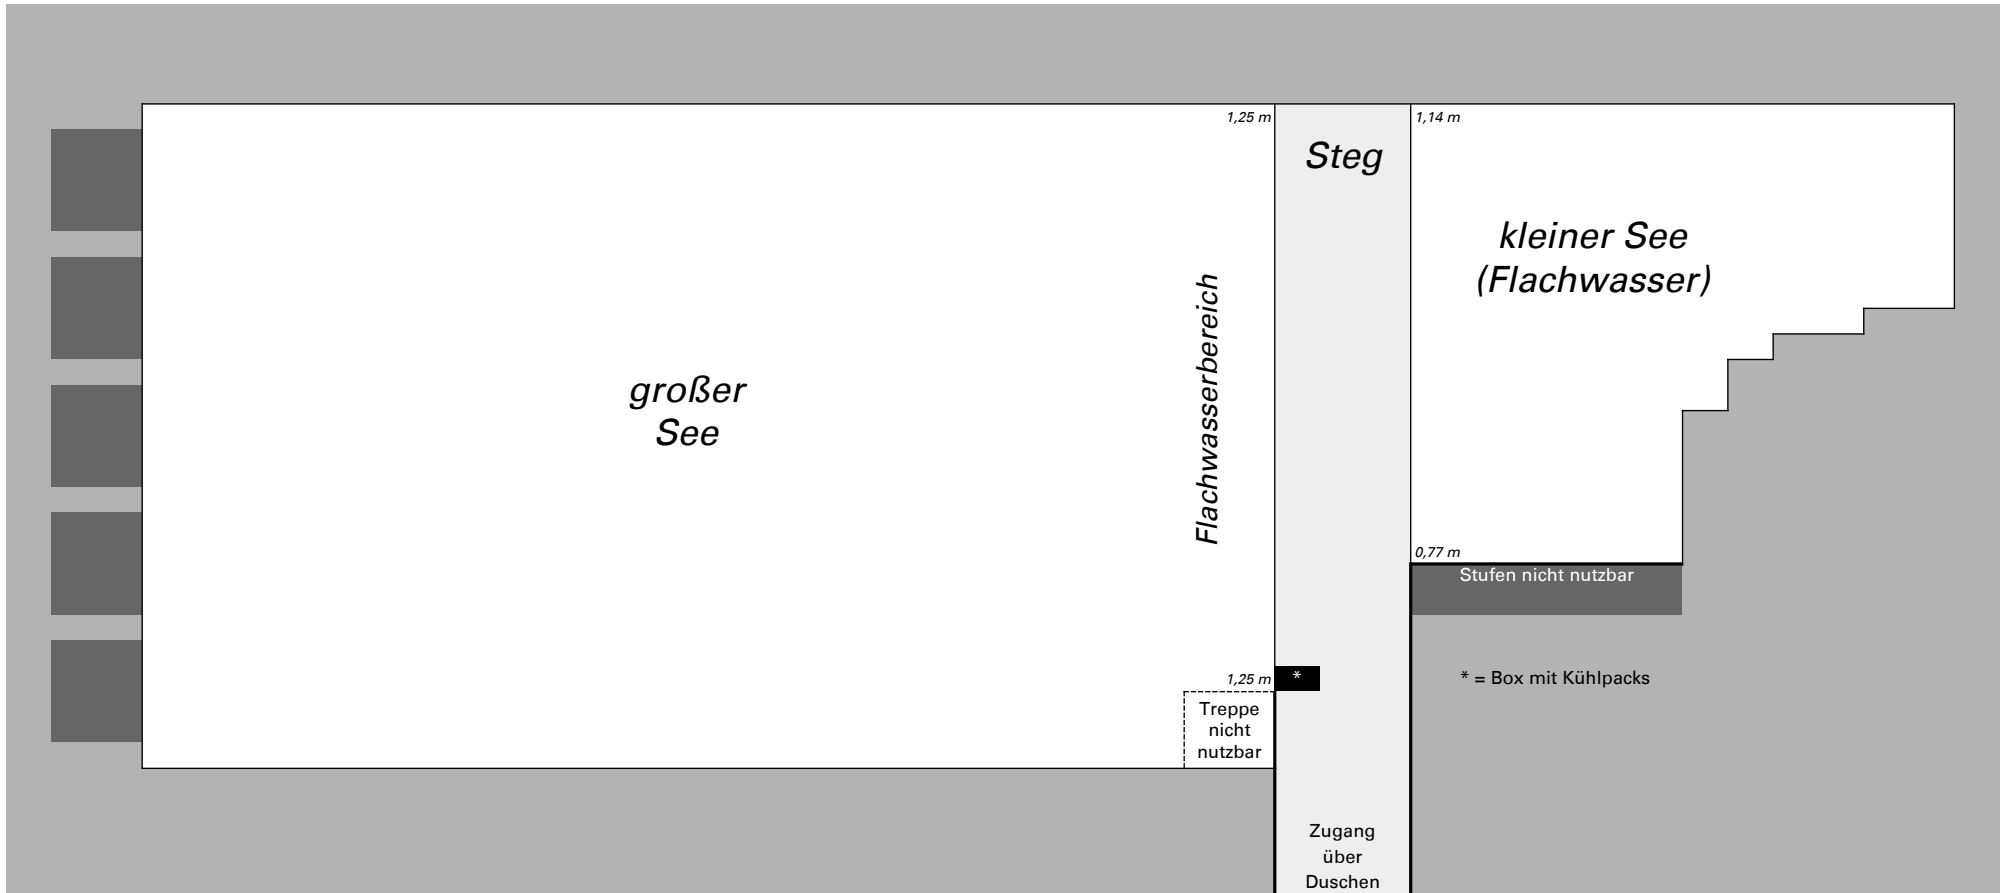 1,25 m
1,14 m
Steg
kleiner See
(Flachwasser)
Flachwasserbereich
großer
See
0,77 m
Stufen nicht nutzbar
1,25 m
*
* = Box mit Kühlpacks
Treppe
nicht
nutzbar
Zugang
über
Duschen